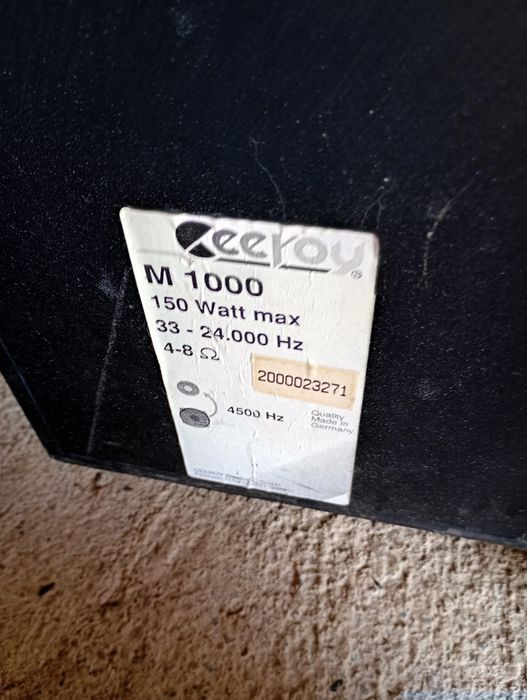 ceeroy®
M 1000
150 Watt max
33 - 24.000 Hz
4-8 Ω
2000023271
4500 Hz
Quality
Made in
Germany